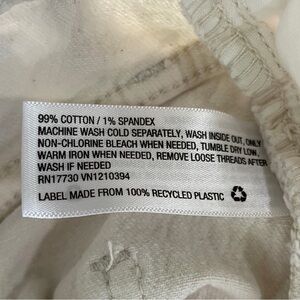 99% COTTON / 1% SPANDEX
MACHINE WASH COLD SEPARATELY, WASH INSIDE OUT, ONLY
NON-CHLORINE BLEACH WHEN NEEDED, TUMBLE DRY LOW,
WARM IRON WHEN NEEDED, REMOVE LOOSE THREADS AFTER
WASH IF NEEDED
RN17730 VN1210394
LABEL MADE FROM 100% RECYCLED PLASTIC